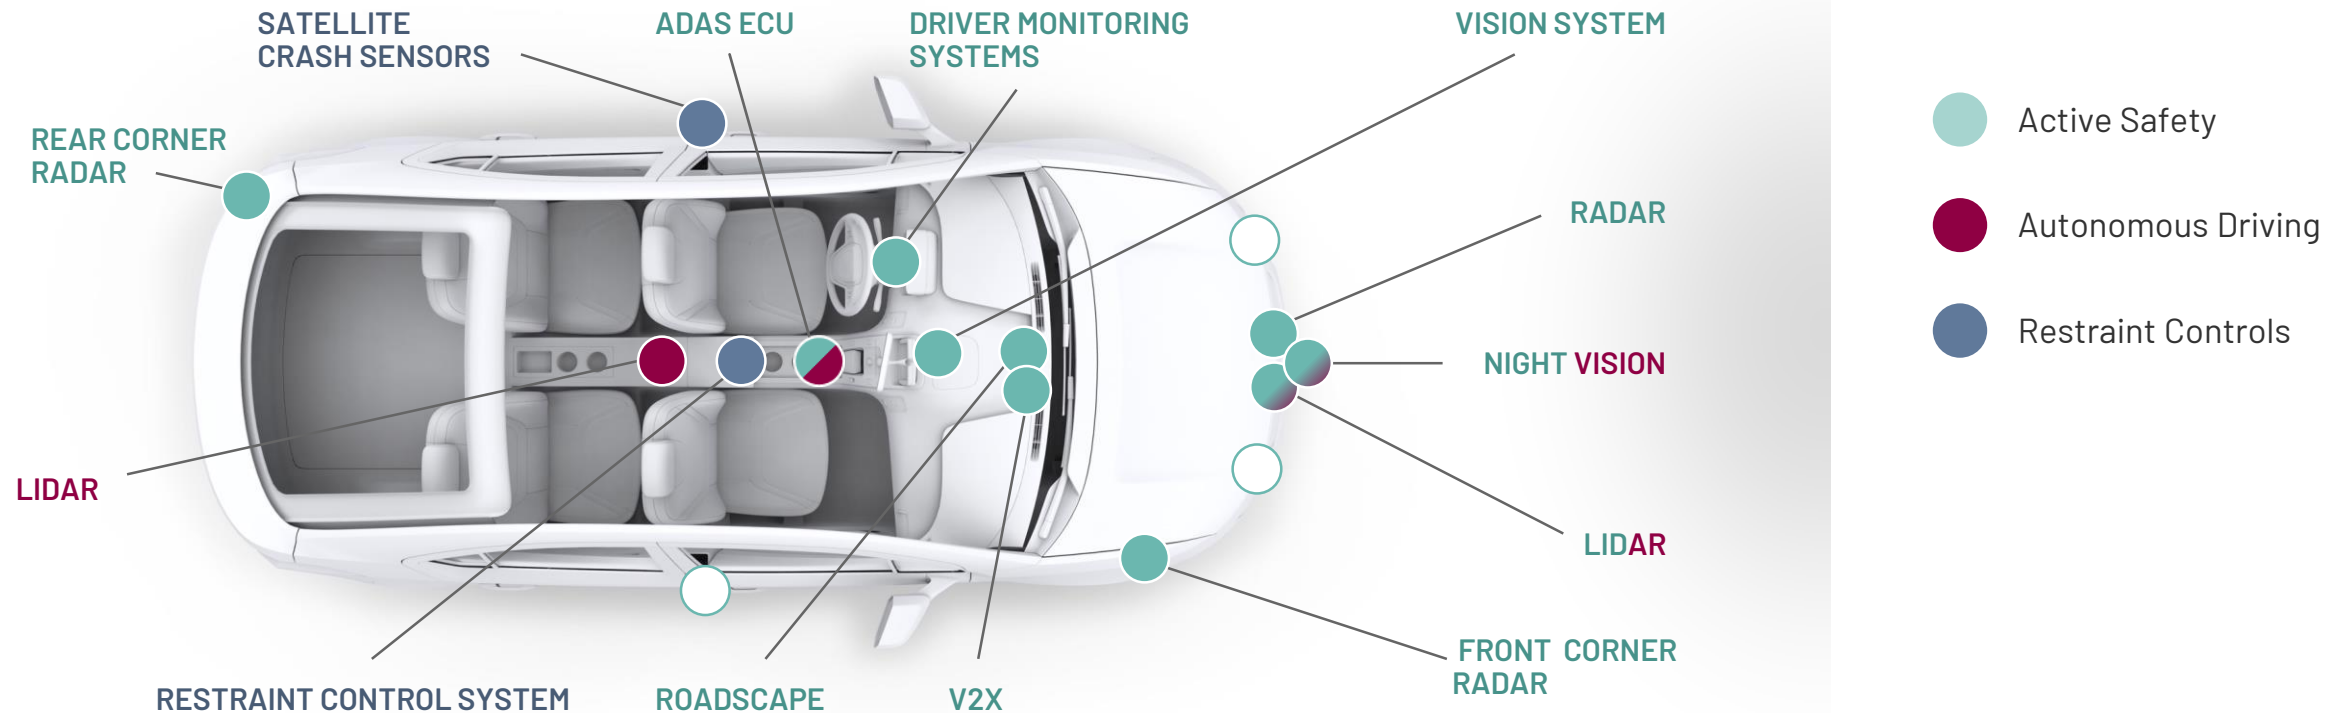 SATELLITE
CRASH SENSORS
ADAS ECU
DRIVER MONITORING
SYSTEMS
VISION SYSTEM
REAR CORNER
RADAR
RADAR
NIGHT VISION
LIDAR
LIDAR
FRONT CORNER
RADAR
RESTRAINT CONTROL SYSTEM
ROADSCAPE
V2X
Active Safety
Autonomous Driving
Restraint Controls